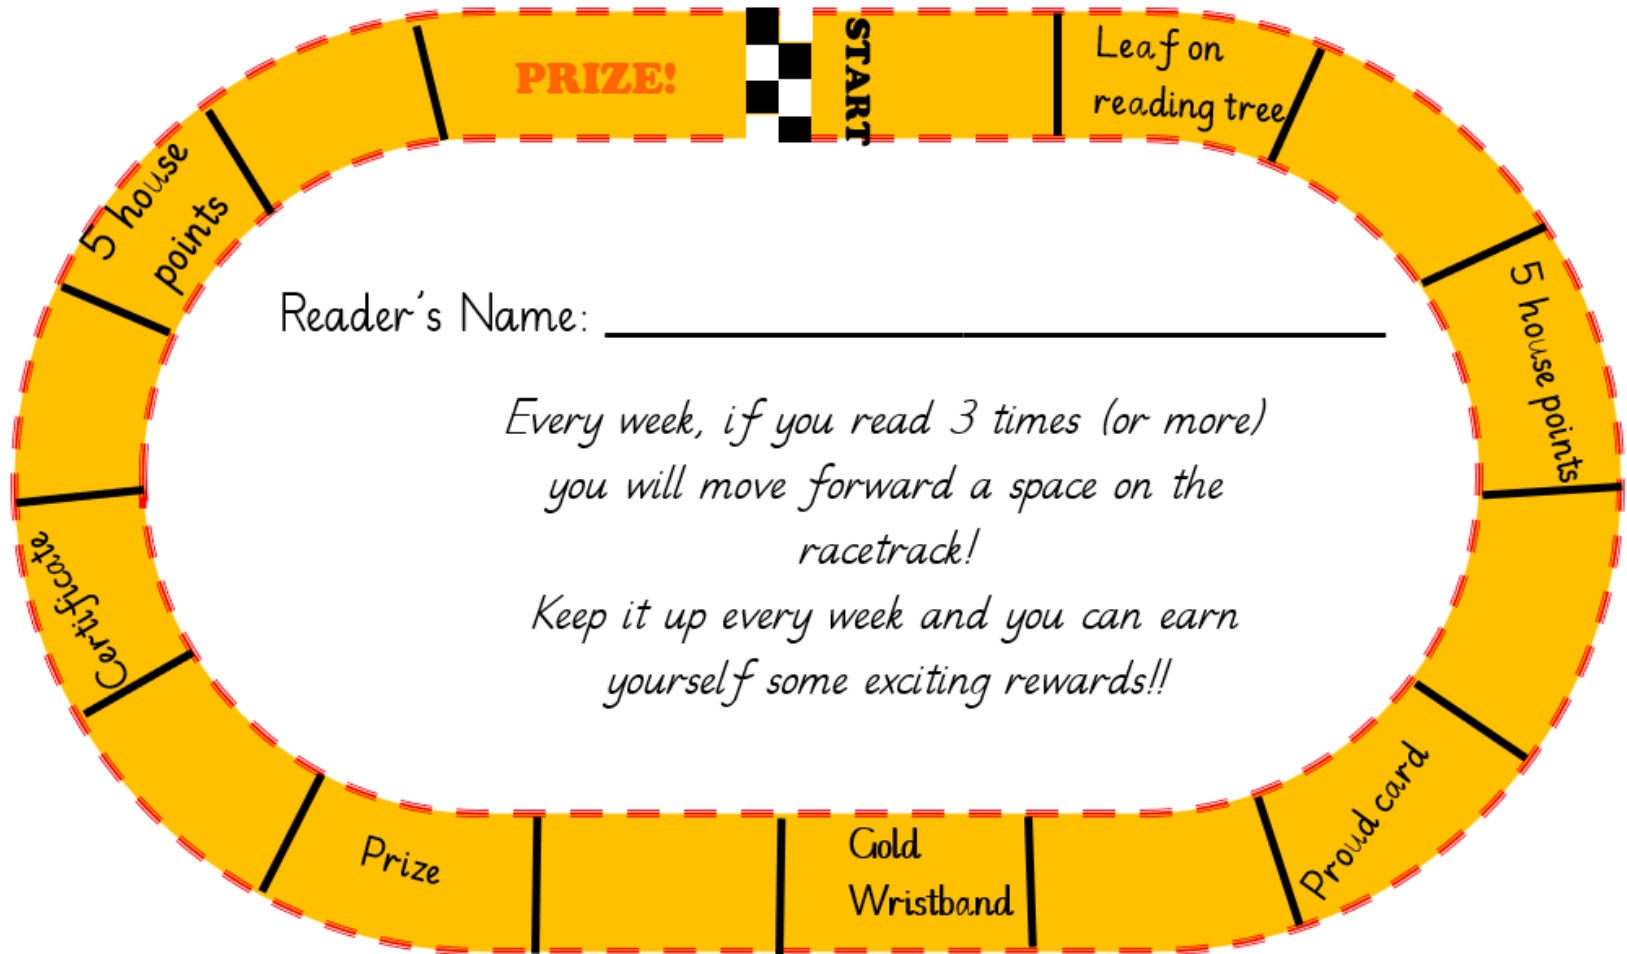 PRIZE!
START
Leaf on
reading tree
5 house points
Proud card
Gold
Wristband
Prize
Certificate
5 house
points
Reader's Name:
Every week, if you read 3 times (or more)
you will move forward a space on the
racetrack!
Keep it up every week and you can earn
yourself some exciting rewards!!